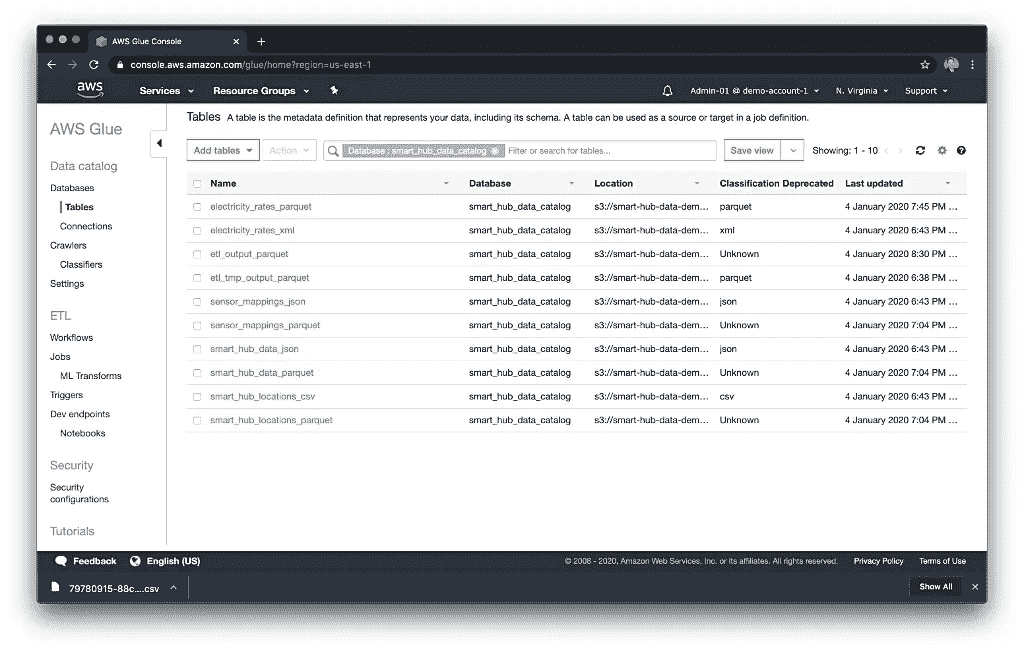 AWS Glue Console
console.aws.amazon.com/glue/home?region=us-east-1
aws Services Resource Groups Admin-01 @ demo-account-1 N. Virginia Support
AWS Glue
Data catalog
Databases
Tables
Connections
Crawlers
Classifiers
Settings
ETL
Workflows
Jobs
ML Transforms
Triggers
Dev endpoints
Notebooks
Security
Security
configurations
Tutorials
Tables A table is the metadata definition that represents your data, including its schema. A table can be used as a source or target in a job definition.
Add tables Action Database : smart_hub_data_catalog Filter or search for tables... Save view Showing: 1 - 10
Name Database Location Classification Deprecated Last updated
electricity_rates_parquet smart_hub_data_catalog s3://smart-hub-data-dem... parquet 4 January 2020 7:45 PM ...
electricity_rates_xml smart_hub_data_catalog s3://smart-hub-data-dem... xml 4 January 2020 6:43 PM ...
etl_output_parquet smart_hub_data_catalog s3://smart-hub-data-dem... Unknown 4 January 2020 8:30 PM ...
etl_tmp_output_parquet smart_hub_data_catalog s3://smart-hub-data-dem... parquet 4 January 2020 6:38 PM ...
sensor_mappings_json smart_hub_data_catalog s3://smart-hub-data-dem... json 4 January 2020 6:43 PM ...
sensor_mappings_parquet smart_hub_data_catalog s3://smart-hub-data-dem... Unknown 4 January 2020 7:04 PM ...
smart_hub_data_json smart_hub_data_catalog s3://smart-hub-data-dem... json 4 January 2020 6:43 PM ...
smart_hub_data_parquet smart_hub_data_catalog s3://smart-hub-data-dem... Unknown 4 January 2020 7:04 PM ...
smart_hub_locations_csv smart_hub_data_catalog s3://smart-hub-data-dem... csv 4 January 2020 6:43 PM ...
smart_hub_locations_parquet smart_hub_data_catalog s3://smart-hub-data-dem... Unknown 4 January 2020 7:04 PM ...
Feedback English (US) © 2008 - 2020, Amazon Web Services, Inc. or its affiliates. All rights reserved. Privacy Policy Terms of Use
79780915-88c....csv Show All